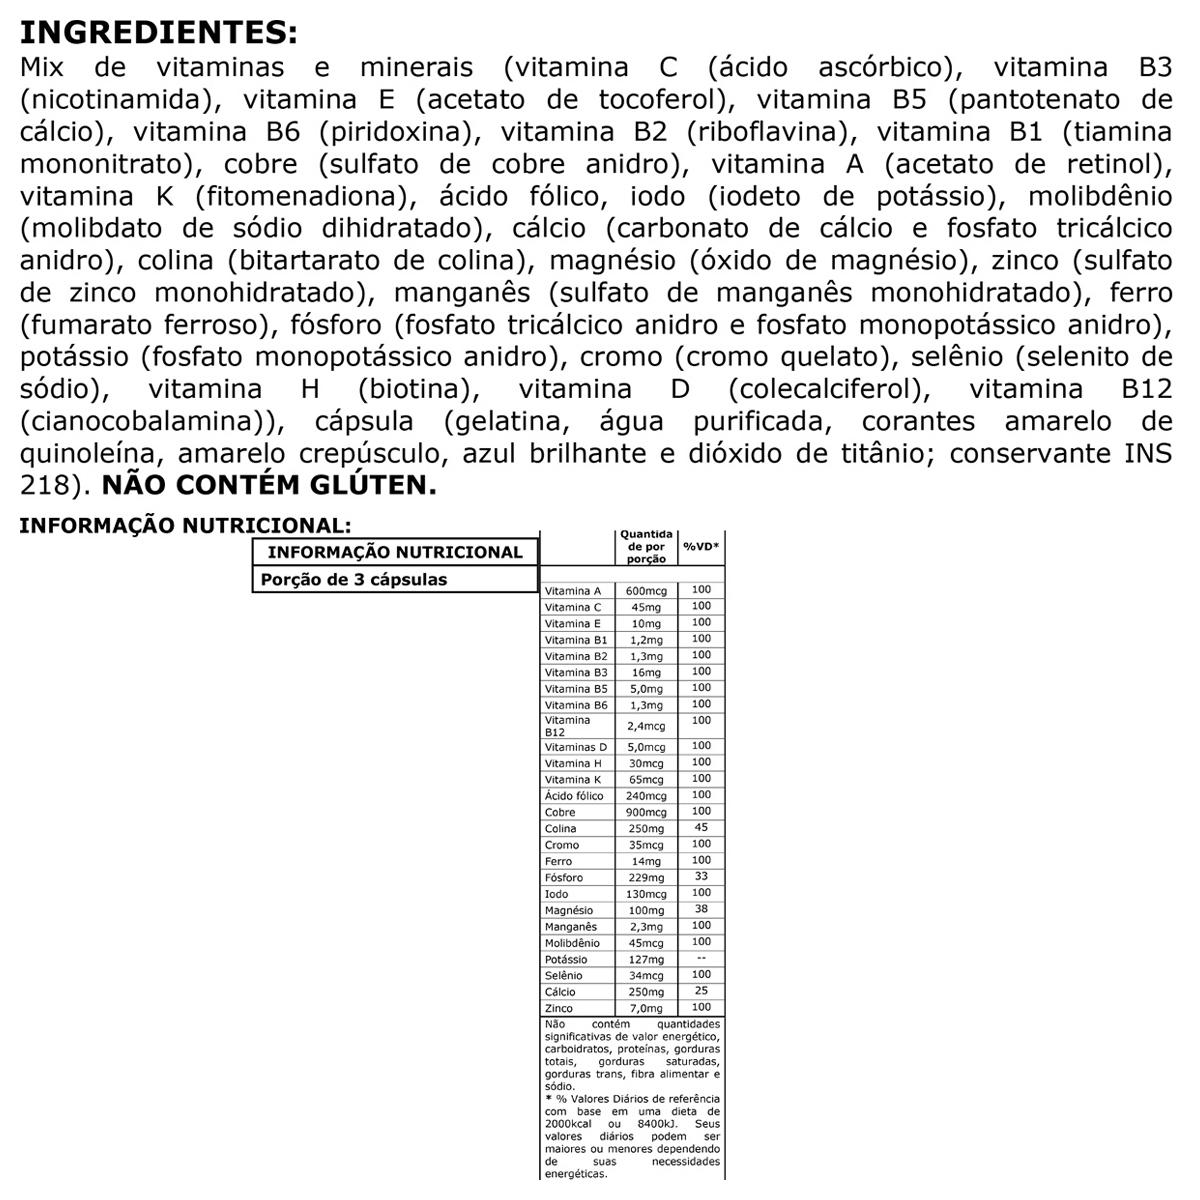 INGREDIENTES:
Mix de vitaminas e minerais (vitamina C (ácido ascórbico), vitamina B3
(nicotinamida), vitamina E (acetato de tocoferol), vitamina B5 (pantotenato de
cálcio), vitamina B6 (piridoxina), vitamina B2 (riboflavina), vitamina B1 (tiamina
mononitrato), cobre (sulfato de cobre anidro), vitamina A (acetato de retinol),
vitamina K (fitomenadiona), ácido fólico, iodo (iodeto de potássio), molibdênio
(molibdato de sódio dihidratado), cálcio (carbonato de cálcio e fosfato tricálcico
anidro), colina (bitartarato de colina), magnésio (óxido de magnésio), zinco (sulfato
de zinco monohidratado), manganês (sulfato de manganês monohidratado), ferro
(fumarato ferroso), fósforo (fosfato tricálcico anidro e fosfato monopotássico anidro),
potássio (fosfato monopotássico anidro), cromo (cromo quelato), selênio (selenito de
sódio), vitamina H (biotina), vitamina D (colecalciferol), vitamina B12
(cianocobalamina)), cápsula (gelatina, água purificada, corantes amarelo de
quinoleína, amarelo crepúsculo, azul brilhante e dióxido de titânio; conservante INS
218). NÃO CONTÉM GLÚTEN.
INFORMAÇÃO NUTRICIONAL:
INFORMAÇÃO NUTRICIONAL
Porção de 3 cápsulas
Quantida
de por
porção
%VD*
Vitamina A 600mcg 100
Vitamina C 45mg 100
Vitamina E 10mg 100
Vitamina B1 1,2mg 100
Vitamina B2 1,3mg 100
Vitamina B3 16mg 100
Vitamina B5 5,0mg 100
Vitamina B6 1,3mg 100
Vitamina
B12 2,4mcg 100
Vitaminas D 5,0mcg 100
Vitamina H 30mcg 100
Vitamina K 65mcg 100
Ácido fólico 240mcg 100
Cobre 900mcg 100
Colina 250mg 45
Cromo 35mcg 100
Ferro 14mg 100
Fósforo 229mg 33
Iodo 130mcg 100
Magnésio 100mg 38
Manganês 2,3mg 100
Molibdênio 45mcg 100
Potássio 127mg --
Selênio 34mcg 100
Cálcio 250mg 25
Zinco 7,0mg 100
Não contém quantidades
significativas de valor energético,
carboidratos, proteínas, gorduras
totais, gorduras saturadas,
gorduras trans, fibra alimentar e
sódio.
* % Valores Diários de referência
com base em uma dieta de
2000kcal ou 8400kJ. Seus
valores diários podem ser
maiores ou menores dependendo
de suas necessidades
energéticas.